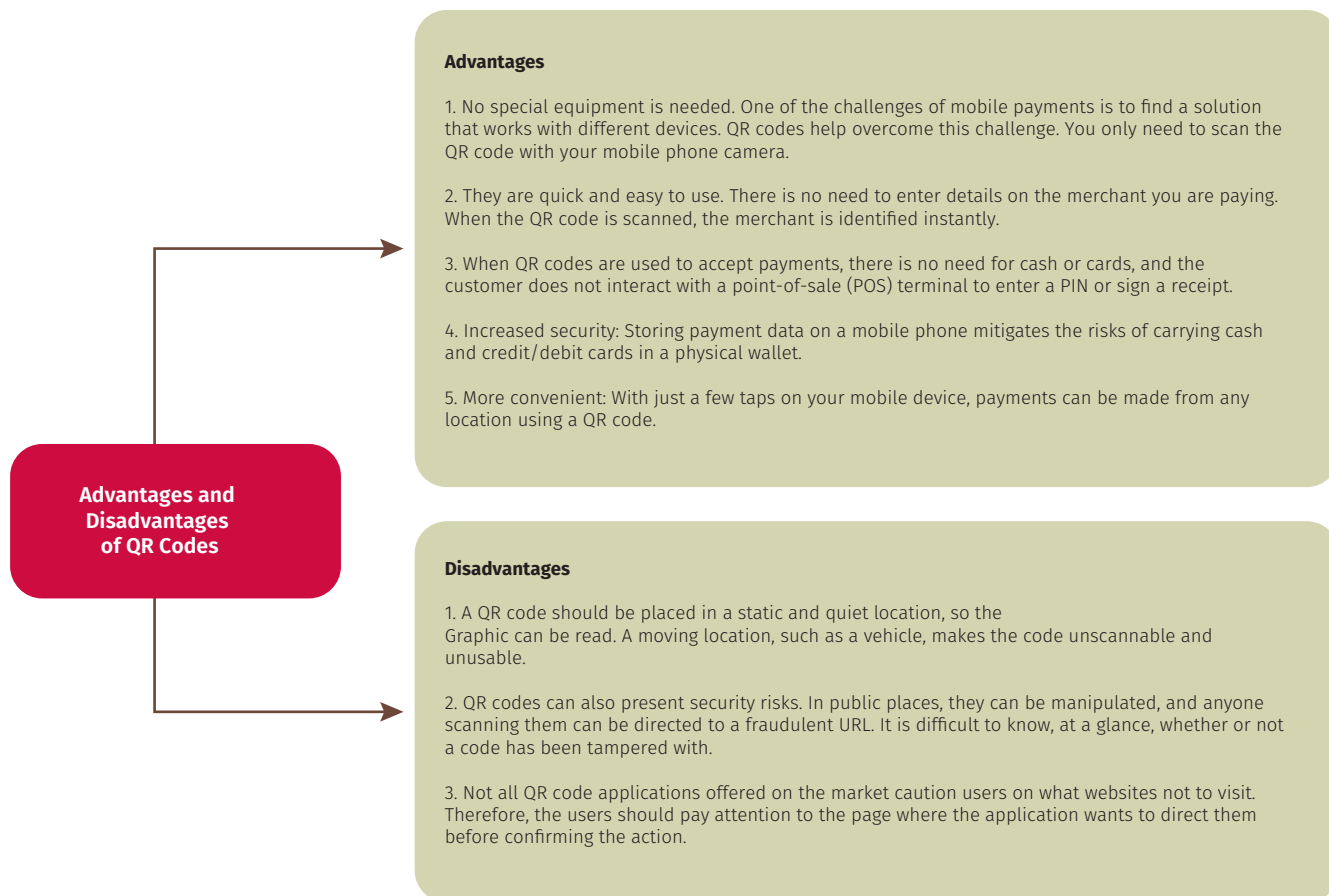 Advantages
1. No special equipment is needed. One of the challenges of mobile payments is to find a solution
that works with different devices. QR codes help overcome this challenge. You only need to scan the
QR code with your mobile phone camera.
2. They are quick and easy to use. There is no need to enter details on the merchant you are paying.
When the QR code is scanned, the merchant is identified instantly.
3. When QR codes are used to accept payments, there is no need for cash or cards, and the
customer does not interact with a point-of-sale (POS) terminal to enter a PIN or sign a receipt.
4. Increased security: Storing payment data on a mobile phone mitigates the risks of carrying cash
and credit/debit cards in a physical wallet.
5. More convenient: With just a few taps on your mobile device, payments can be made from any
location using a QR code.
Advantages and
Disadvantages
of QR Codes
Disadvantages
1. A QR code should be placed in a static and quiet location, so the
Graphic can be read. A moving location, such as a vehicle, makes the code unscannable and
unusable.
2. QR codes can also present security risks. In public places, they can be manipulated, and anyone
scanning them can be directed to a fraudulent URL. It is difficult to know, at a glance, whether or not
a code has been tampered with.
3. Not all QR code applications offered on the market caution users on what websites not to visit.
Therefore, the users should pay attention to the page where the application wants to direct them
before confirming the action.